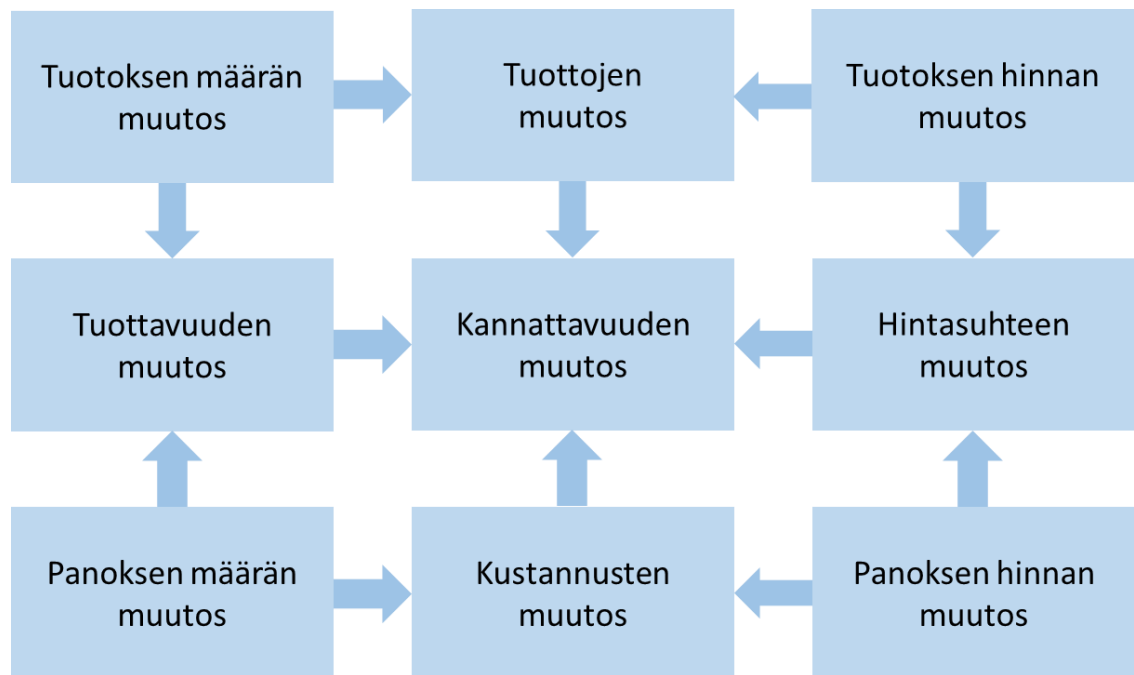 Tuotoksen määrän
muutos
Tuottojen
muutos
Tuotoksen hinnan
muutos
Tuottavuuden
muutos
Kannattavuuden
muutos
Hintasuhteen
muutos
Panoksen määrän
muutos
Kustannusten
muutos
Panoksen hinnan
muutos